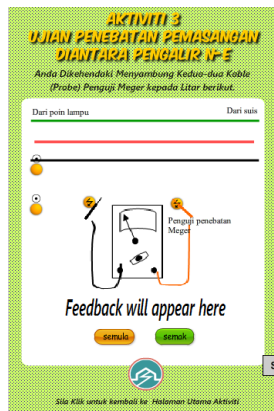 AKTIVITI 3
UJIAN PENEBATAN PEMASANGAN
DIANTARA PENGALIR N-E
Anda Dikehendaki Menyambung Kedua-dua Kable
(Probe) Penguji Meger kepada Litar berikut.
Dari poin lampu
Dari suis
Penguji penebatan
Meger
Feedback will appear here
semula
semak
Sila Klik untuk kembali ke Halaman Utama Aktiviti
S